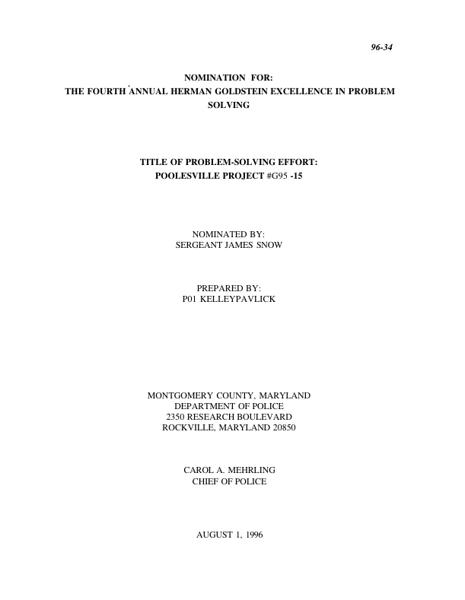 96-34
NOMINATION FOR:
THE FOURTH ANNUAL HERMAN GOLDSTEIN EXCELLENCE IN PROBLEM
SOLVING
TITLE OF PROBLEM-SOLVING EFFORT:
POOLESVILLE PROJECT #G95 -15
NOMINATED BY:
SERGEANT JAMES SNOW
PREPARED BY:
P01 KELLEYPAVLICK
MONTGOMERY COUNTY, MARYLAND
DEPARTMENT OF POLICE
2350 RESEARCH BOULEVARD
ROCKVILLE, MARYLAND 20850
CAROL A. MEHRLING
CHIEF OF POLICE
AUGUST 1, 1996